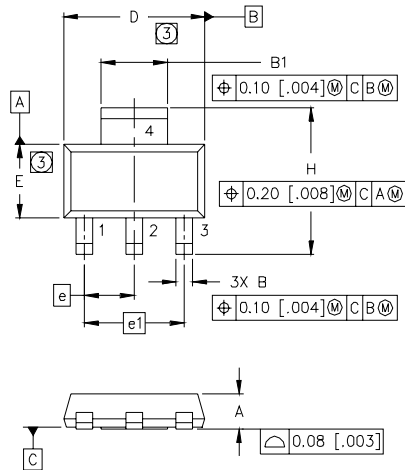 D
B
3
B1
⌖ 0.10 [.004] Ⓜ C B Ⓜ
A
4
3
E
H
⌖ 0.20 [.008] Ⓜ C A Ⓜ
1 2 3
3X B
e
⌖ 0.10 [.004] Ⓜ C B Ⓜ
e1
A
⌓ 0.08 [.003]
C